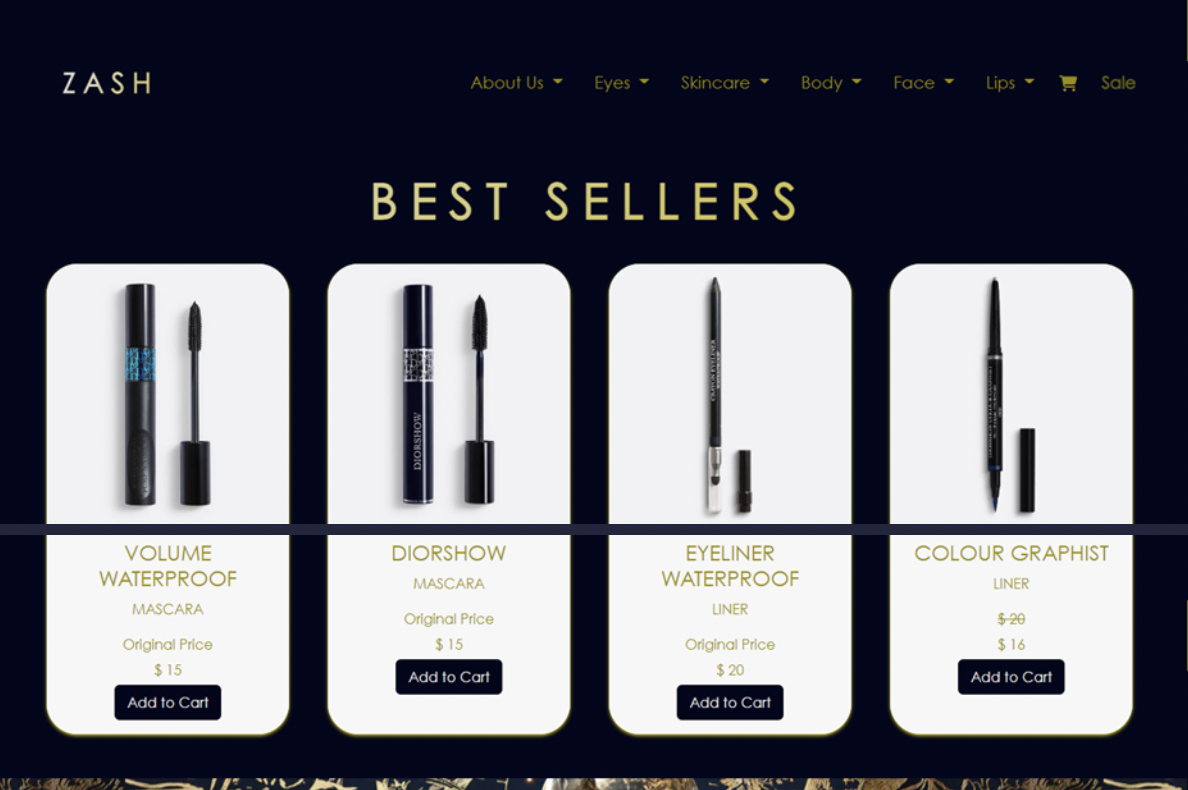 ZASH
About Us Eyes Skincare Body Face Lips Sale
BEST SELLERS
DIORSHOW
VOLUME
WATERPROOF
MASCARA
Original Price
$ 15
Add to Cart
DIORSHOW
MASCARA
Original Price
$ 15
Add to Cart
EYELINER
WATERPROOF
LINER
Original Price
$ 20
Add to Cart
COLOUR GRAPHIST
LINER
$ 20
$ 16
Add to Cart